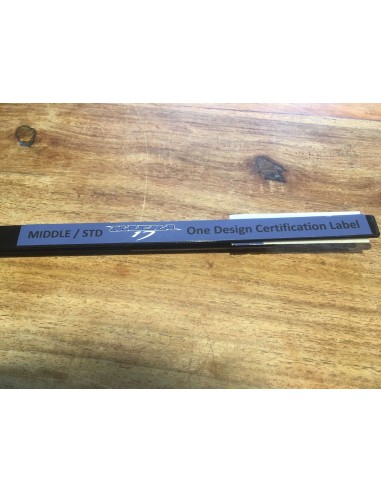 MIDDLE / STD One Design Certification Label